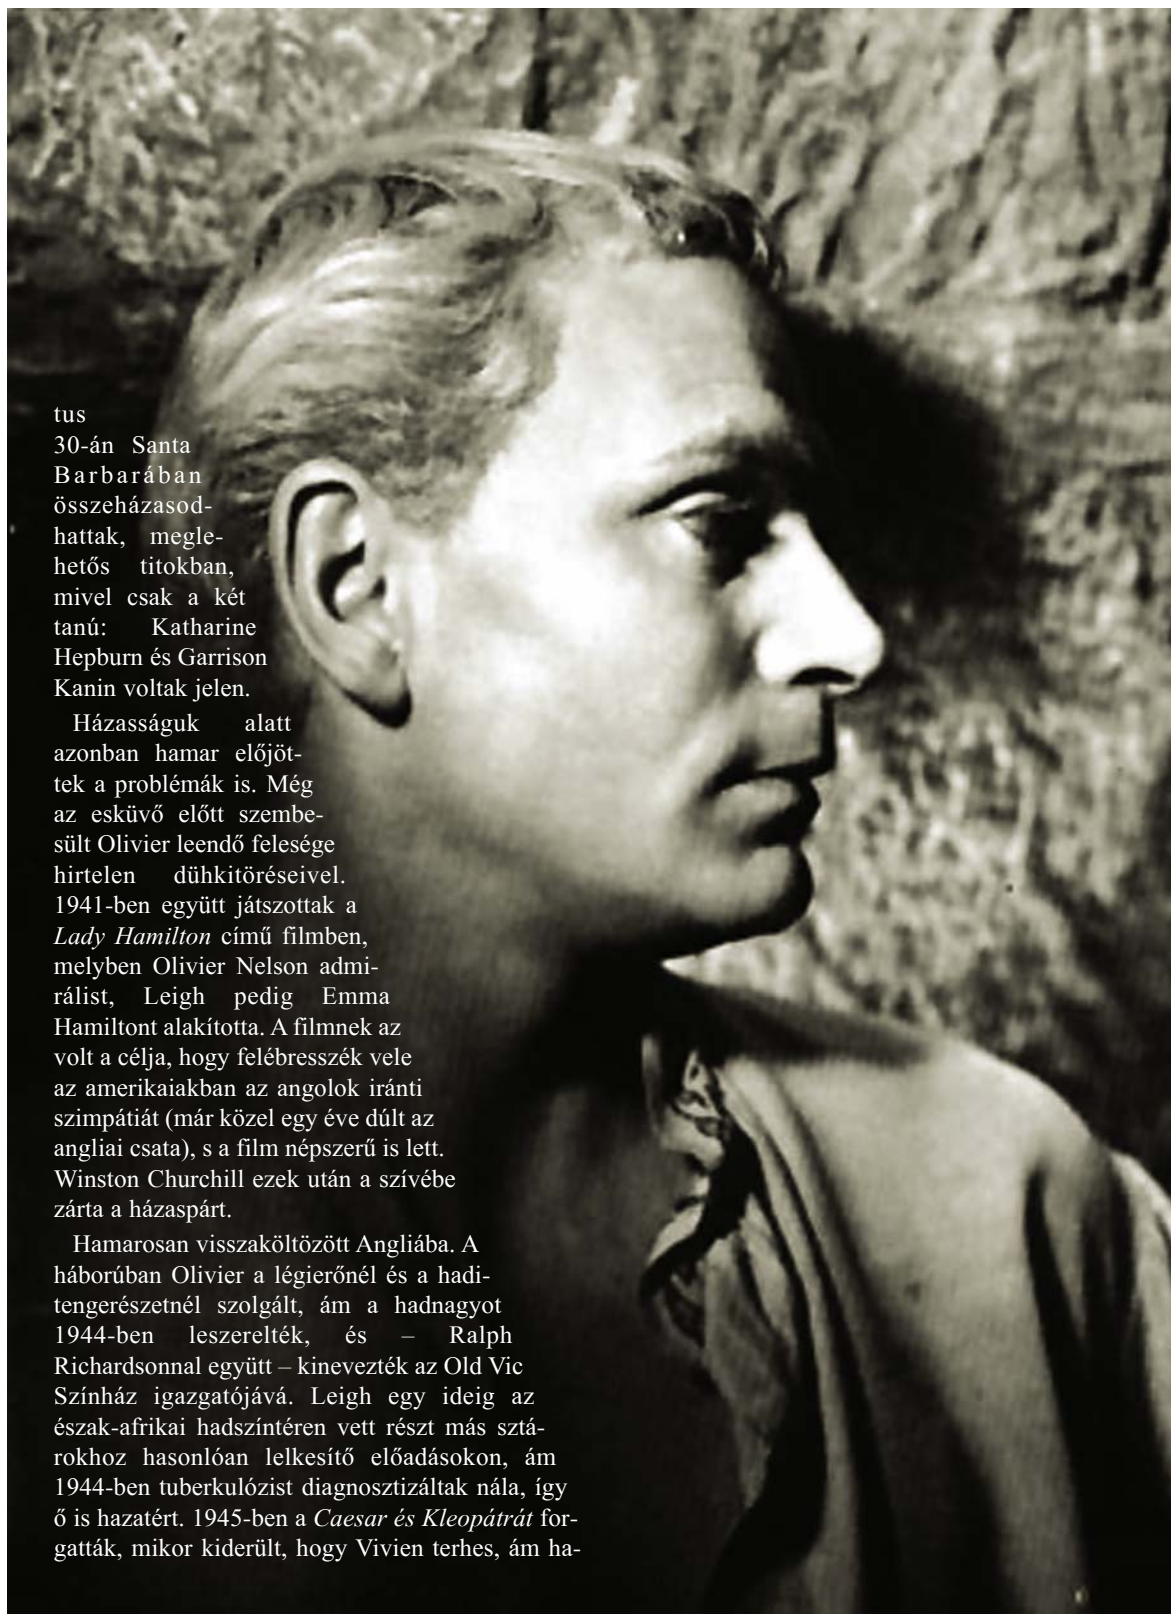 tus
30-án Santa
Barbarában
összeházasod-
hattak, megle-
hetős titokban,
mivel csak a két
tanú: Katharine
Hepburn és Garrison
Kanin voltak jelen.
Házasságuk alatt
azonban hamar előjöt-
tek a problémák is. Még
az esküvő előtt szembe-
sült Olivier leendő felesége
hirtelen dühkitöréseivel.
1941-ben együtt játszottak a
Lady Hamilton című filmben,
melyben Olivier Nelson admi-
rálist, Leigh pedig Emma
Hamiltont alakította. A filmnek az
volt a célja, hogy felébresszék vele
az amerikaiakban az angolok iránti
szimpátiát (már közel egy éve dúlt az
angliai csata), s a film népszerű is lett.
Winston Churchill ezek után a szívébe
zárta a házaspárt.
Hamarosan visszaköltözött Angliába. A
háborúban Olivier a légierőnél és a hadi-
tengerészetnél szolgált, ám a hadnagyot
1944-ben leszerelték, és – Ralph
Richardsonnal együtt – kinevezték az Old Vic
Színház igazgatójává. Leigh egy ideig az
észak-afrikai hadszíntéren vett részt más sztá-
rokhoz hasonlóan lelkesítő előadásokon, ám
1944-ben tuberkulózist diagnosztizáltak nála, így
ő is hazatért. 1945-ben a Caesar és Kleopátrát for-
gatták, mikor kiderült, hogy Vivien terhes, ám ha-